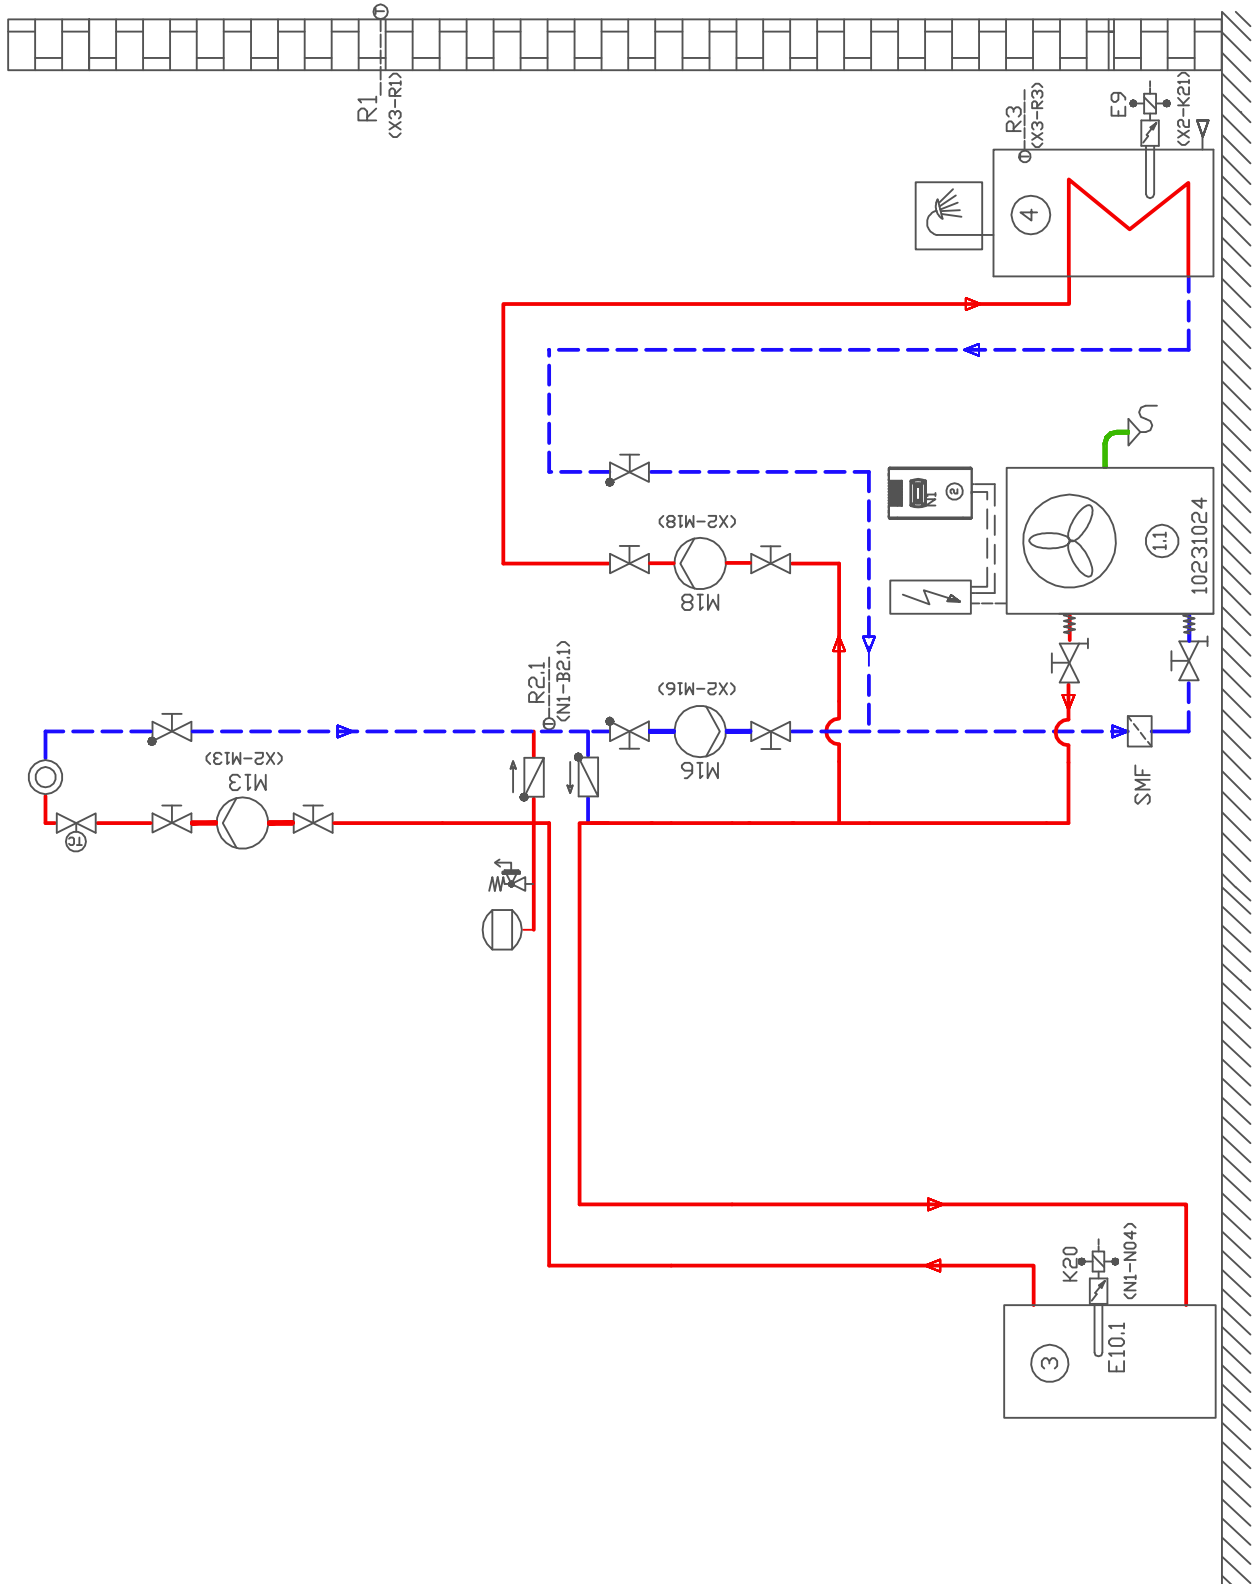 R1
(X3-R1)
R3
(X3-R3)
E9
(X2-K21)
4
N1
2
1.1
10231024
(X2-M18)
M18
R2.1
(N1-B2.1)
(X2-M16)
M16
(X2-M13)
M13
TC
SMF
K20
(N1-N04)
E10.1
3